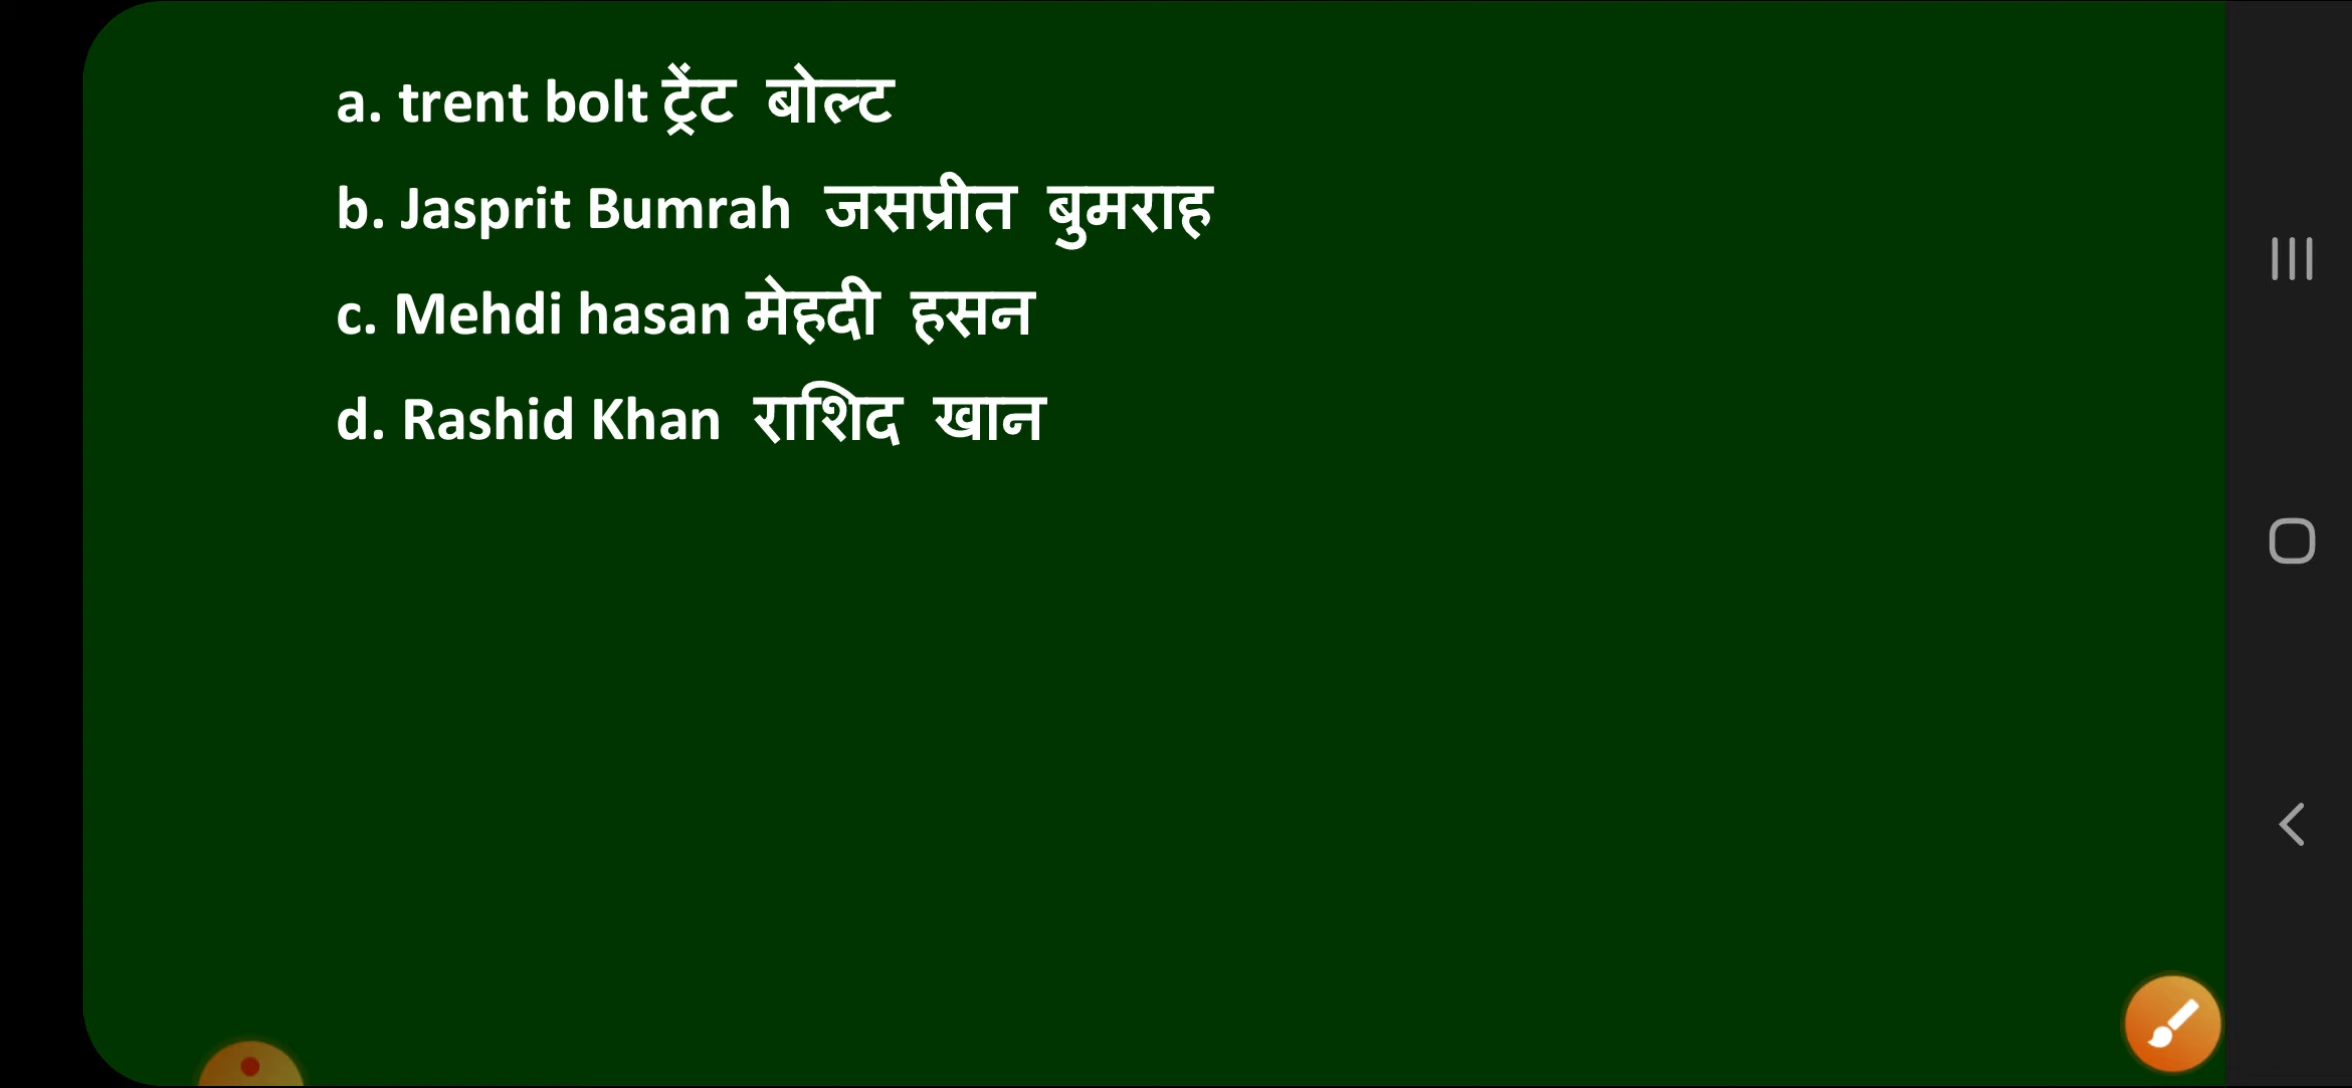 a. trent bolt ट्रेंट बोल्ट
b. Jasprit Bumrah जसप्रीत बुमराह
c. Mehdi hasan मेहदी हसन
d. Rashid Khan राशिद खान